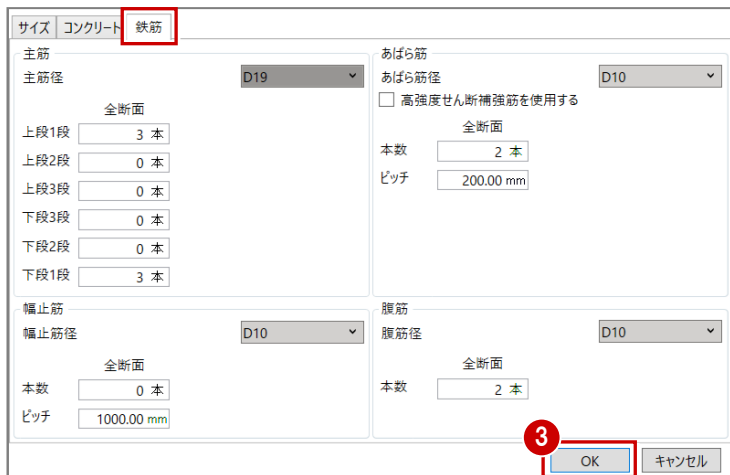 サイズ コンクリート 鉄筋
主筋
主筋径 D19
全断面
上段1段 3 本
上段2段 0 本
上段3段 0 本
下段3段 0 本
下段2段 0 本
下段1段 3 本
あばら筋
あばら筋径 D10
高強度せん断補強筋を使用する
全断面
本数 2 本
ピッチ 200.00 mm
幅止筋
幅止筋径 D10
全断面
本数 0 本
ピッチ 1000.00 mm
腹筋
腹筋径 D10
全断面
本数 2 本
3
OK キャンセル